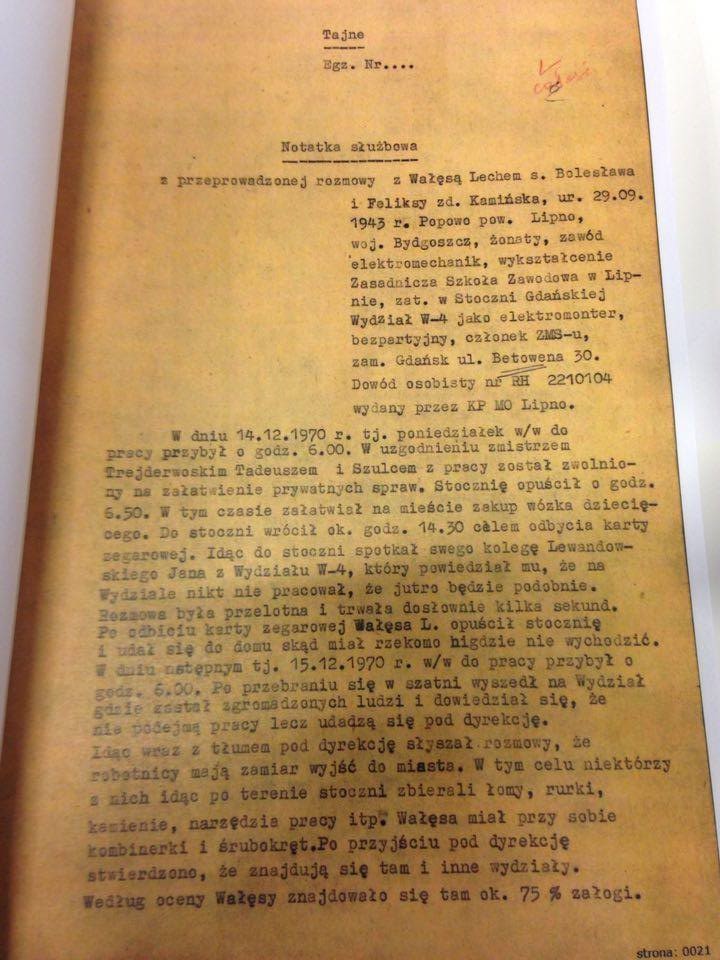 Tajne
Egz. Nr....
Notatka służbowa
z przeprowadzonej rozmowy z Wałęsą Lechem s. Bolesława
i Feliksy zd. Kamińska, ur. 29.09.
1943 r. Popowo pow. Lipno,
woj. Bydgoszcz, żonaty, zawód
elektromechanik, wykształcenie
Zasadnicza Szkoła Zawodowa w Lip-
nie, zat. w Stoczni Gdańskiej
Wydział W-4 jako elektromonter,
bezpartyjny, członek ZMS-u,
zam. Gdańsk ul. Betowena 30.
Dowód osobisty nr RH 2210104
wydany przez KP MO Lipno.
W dniu 14.12.1970 r. tj. poniedziałek w/w do
pracy przybył o godz. 6.00. W uzgodnieniu zmistrzem
Trejderwoskim Tadeuszem i Szulcem z pracy został zwolnio-
ny na załatwienie prywatnych spraw. Stocznię opuścił o godz.
6.50. W tym czasie załatwiał na mieście zakup wózka dziecię-
cego. Do stoczni wrócił ok. godz. 14.30 celem odbycia karty
zegarowej. Idąc do stoczni spotkał swego kolegę Lewandow-
skiego Jana z Wydziału W-4, który powiedział mu, że na
Wydziale nikt nie pracował, że jutro będzie podobnie.
Rozmowa była przelotna i trwała dosłownie kilka sekund.
Po odbiciu karty zegarowej Wałęsa L. opuścił stocznię
i udał się do domu skąd miał rzekomo higdzie nie wychodzić.
W dniu następnym tj. 15.12.1970 r. w/w do pracy przybył o
godz. 6.00. Po przebraniu się w szatni wyszedł na Wydział
gdzie zastał zgromadzonych ludzi i dowiedział się, że
nie podejmą pracy lecz udadzą się pod dyrekcję.
Idąc wraz z tłumem pod dyrekcję słyszał rozmowy, że
robotnicy mają zamiar wyjść do miasta. W tym celu niektórzy
z nich idąc po terenie stoczni zbierali łomy, rurki,
kamienie, narzędzia pracy itp. Wałęsa miał przy sobie
kombinerki i śrubokręt.Po przyjściu pod dyrekcję
stwierdzono, że znajdują się tam i inne wydziały.
Według oceny Wałęsy znajdowało się tam ok. 75 % załogi.
strona: 0021